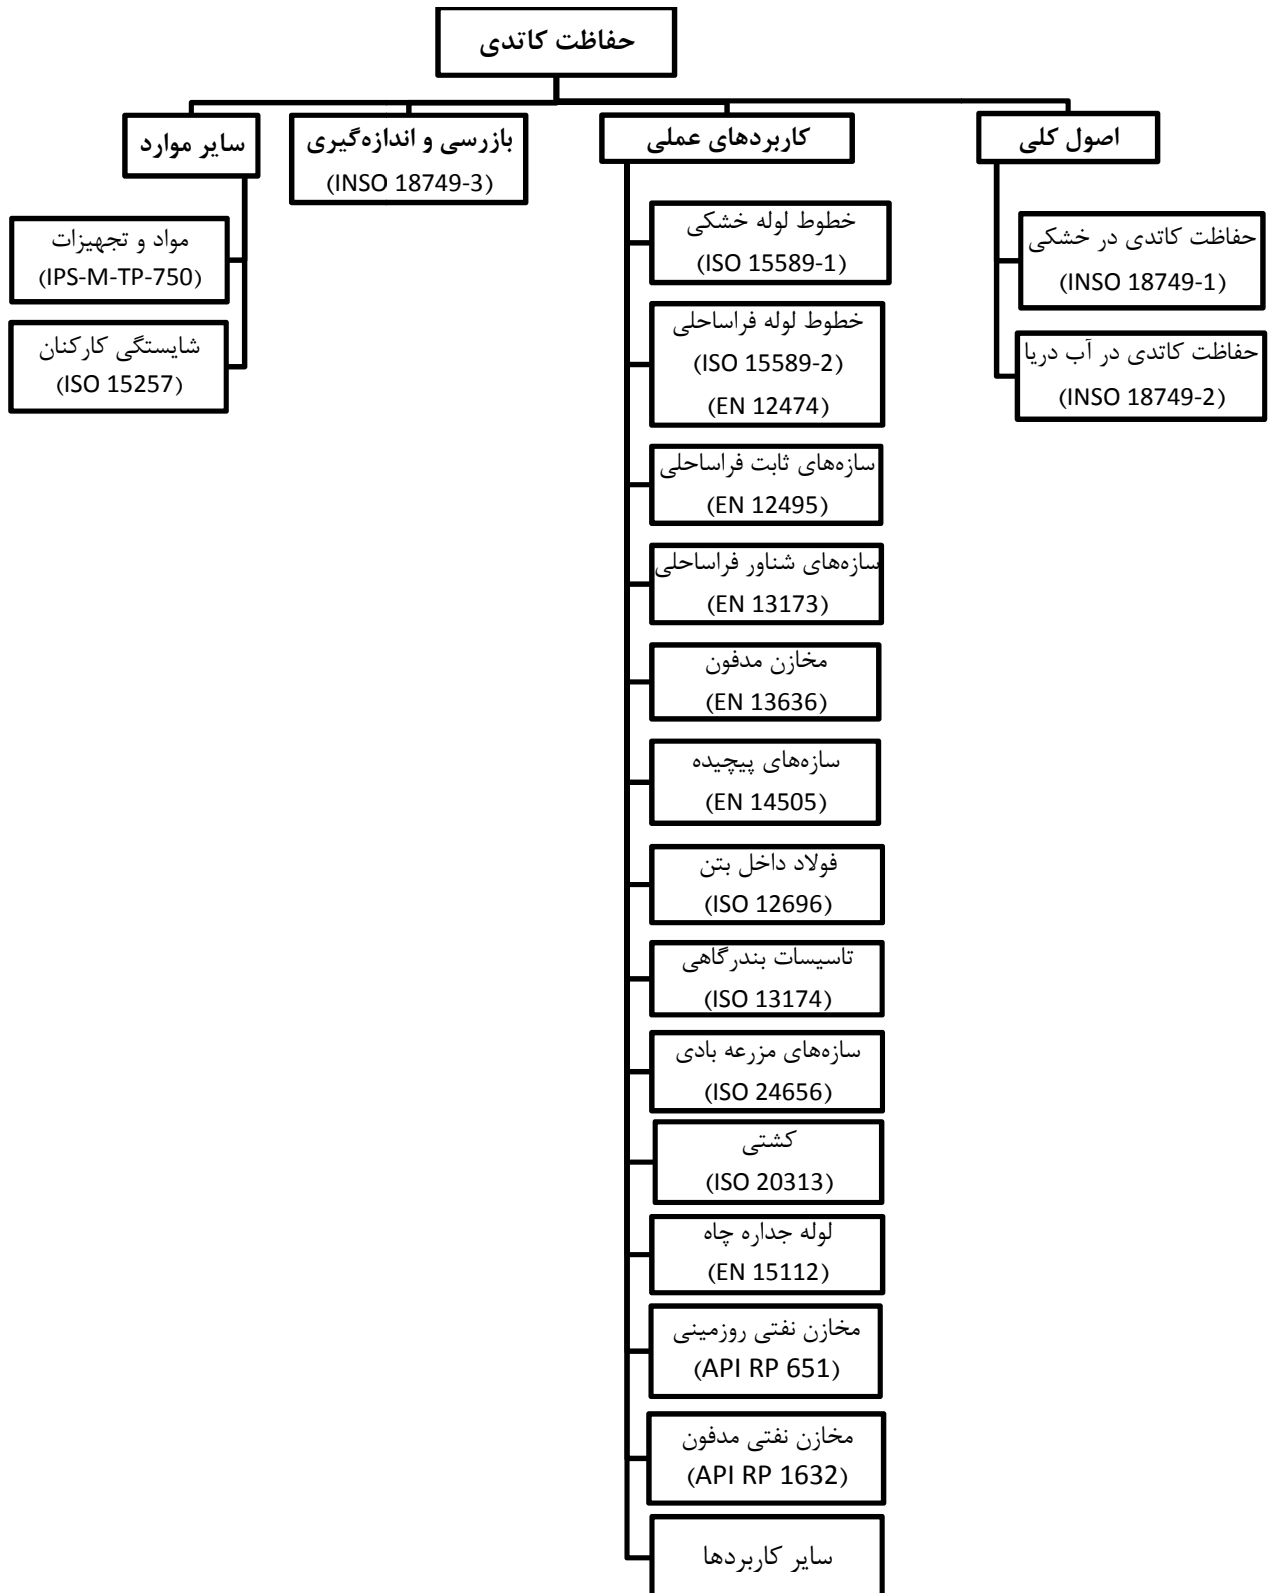 حفاظت کاتدی
اصول کلی
حفاظت کاتدی در خشکی
(INSO 18749-1)
حفاظت کاتدی در آب دریا
(INSO 18749-2)
کاربردهای عملی
خطوط لوله خشکی
(ISO 15589-1)
خطوط لوله فراساحلی
(ISO 15589-2)
(EN 12474)
سازه‌های ثابت فراساحلی
(EN 12495)
سازه‌های شناور فراساحلی
(EN 13173)
مخازن مدفون
(EN 13636)
سازه‌های پیچیده
(EN 14505)
فولاد داخل بتن
(ISO 12696)
تاسیسات بندرگاهی
(ISO 13174)
سازه‌های مزرعه بادی
(ISO 24656)
کشتی
(ISO 20313)
لوله جداره چاه
(EN 15112)
مخازن نفتی روزمینی
(API RP 651)
مخازن نفتی مدفون
(API RP 1632)
سایر کاربردها
بازرسی و اندازه‌گیری
(INSO 18749-3)
سایر موارد
مواد و تجهیزات
(IPS-M-TP-750)
شایستگی کارکنان
(ISO 15257)